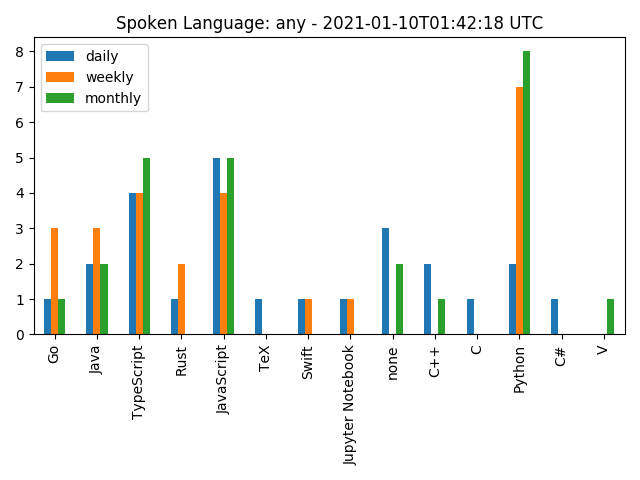 Spoken Language: any - 2021-01-10T01:42:18 UTC
daily
weekly
monthly
8
7
6
5
4
3
2
1
0
Go
Java
TypeScript
Rust
JavaScript
TeX
Swift
Jupyter Notebook
none
C++
C
Python
C#
V